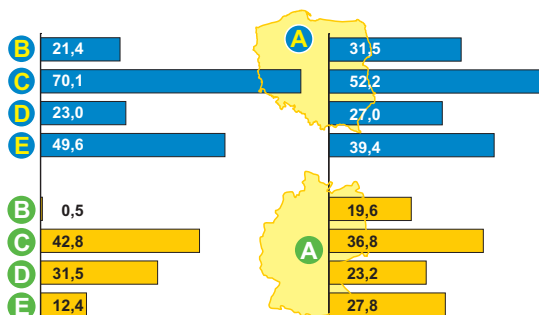 A
B 21,4 31,5
C 70,1 52,2
D 23,0 27,0
E 49,6 39,4
B 0,5 19,6
C 42,8 36,8
A
D 31,5 23,2
E 12,4 27,8